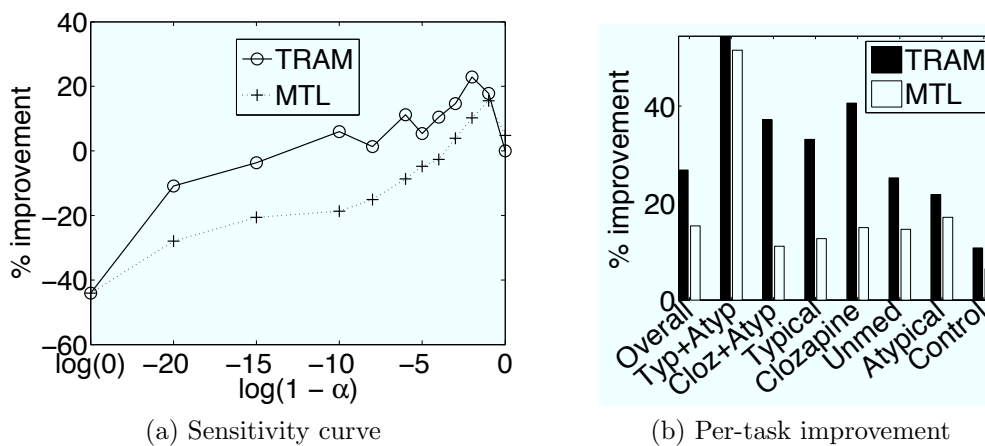 40
20
0
−20
−40
−60
% improvement
TRAM
MTL
log(0)
−20
−15
−10
−5
0
log(1 − α)
(a) Sensitivity curve
40
20
0
% improvement
TRAM
MTL
Overall
Typ+Atyp
Cloz+Atyp
Typical
Clozapine
Unmed
Atypical
Control
(b) Per-task improvement